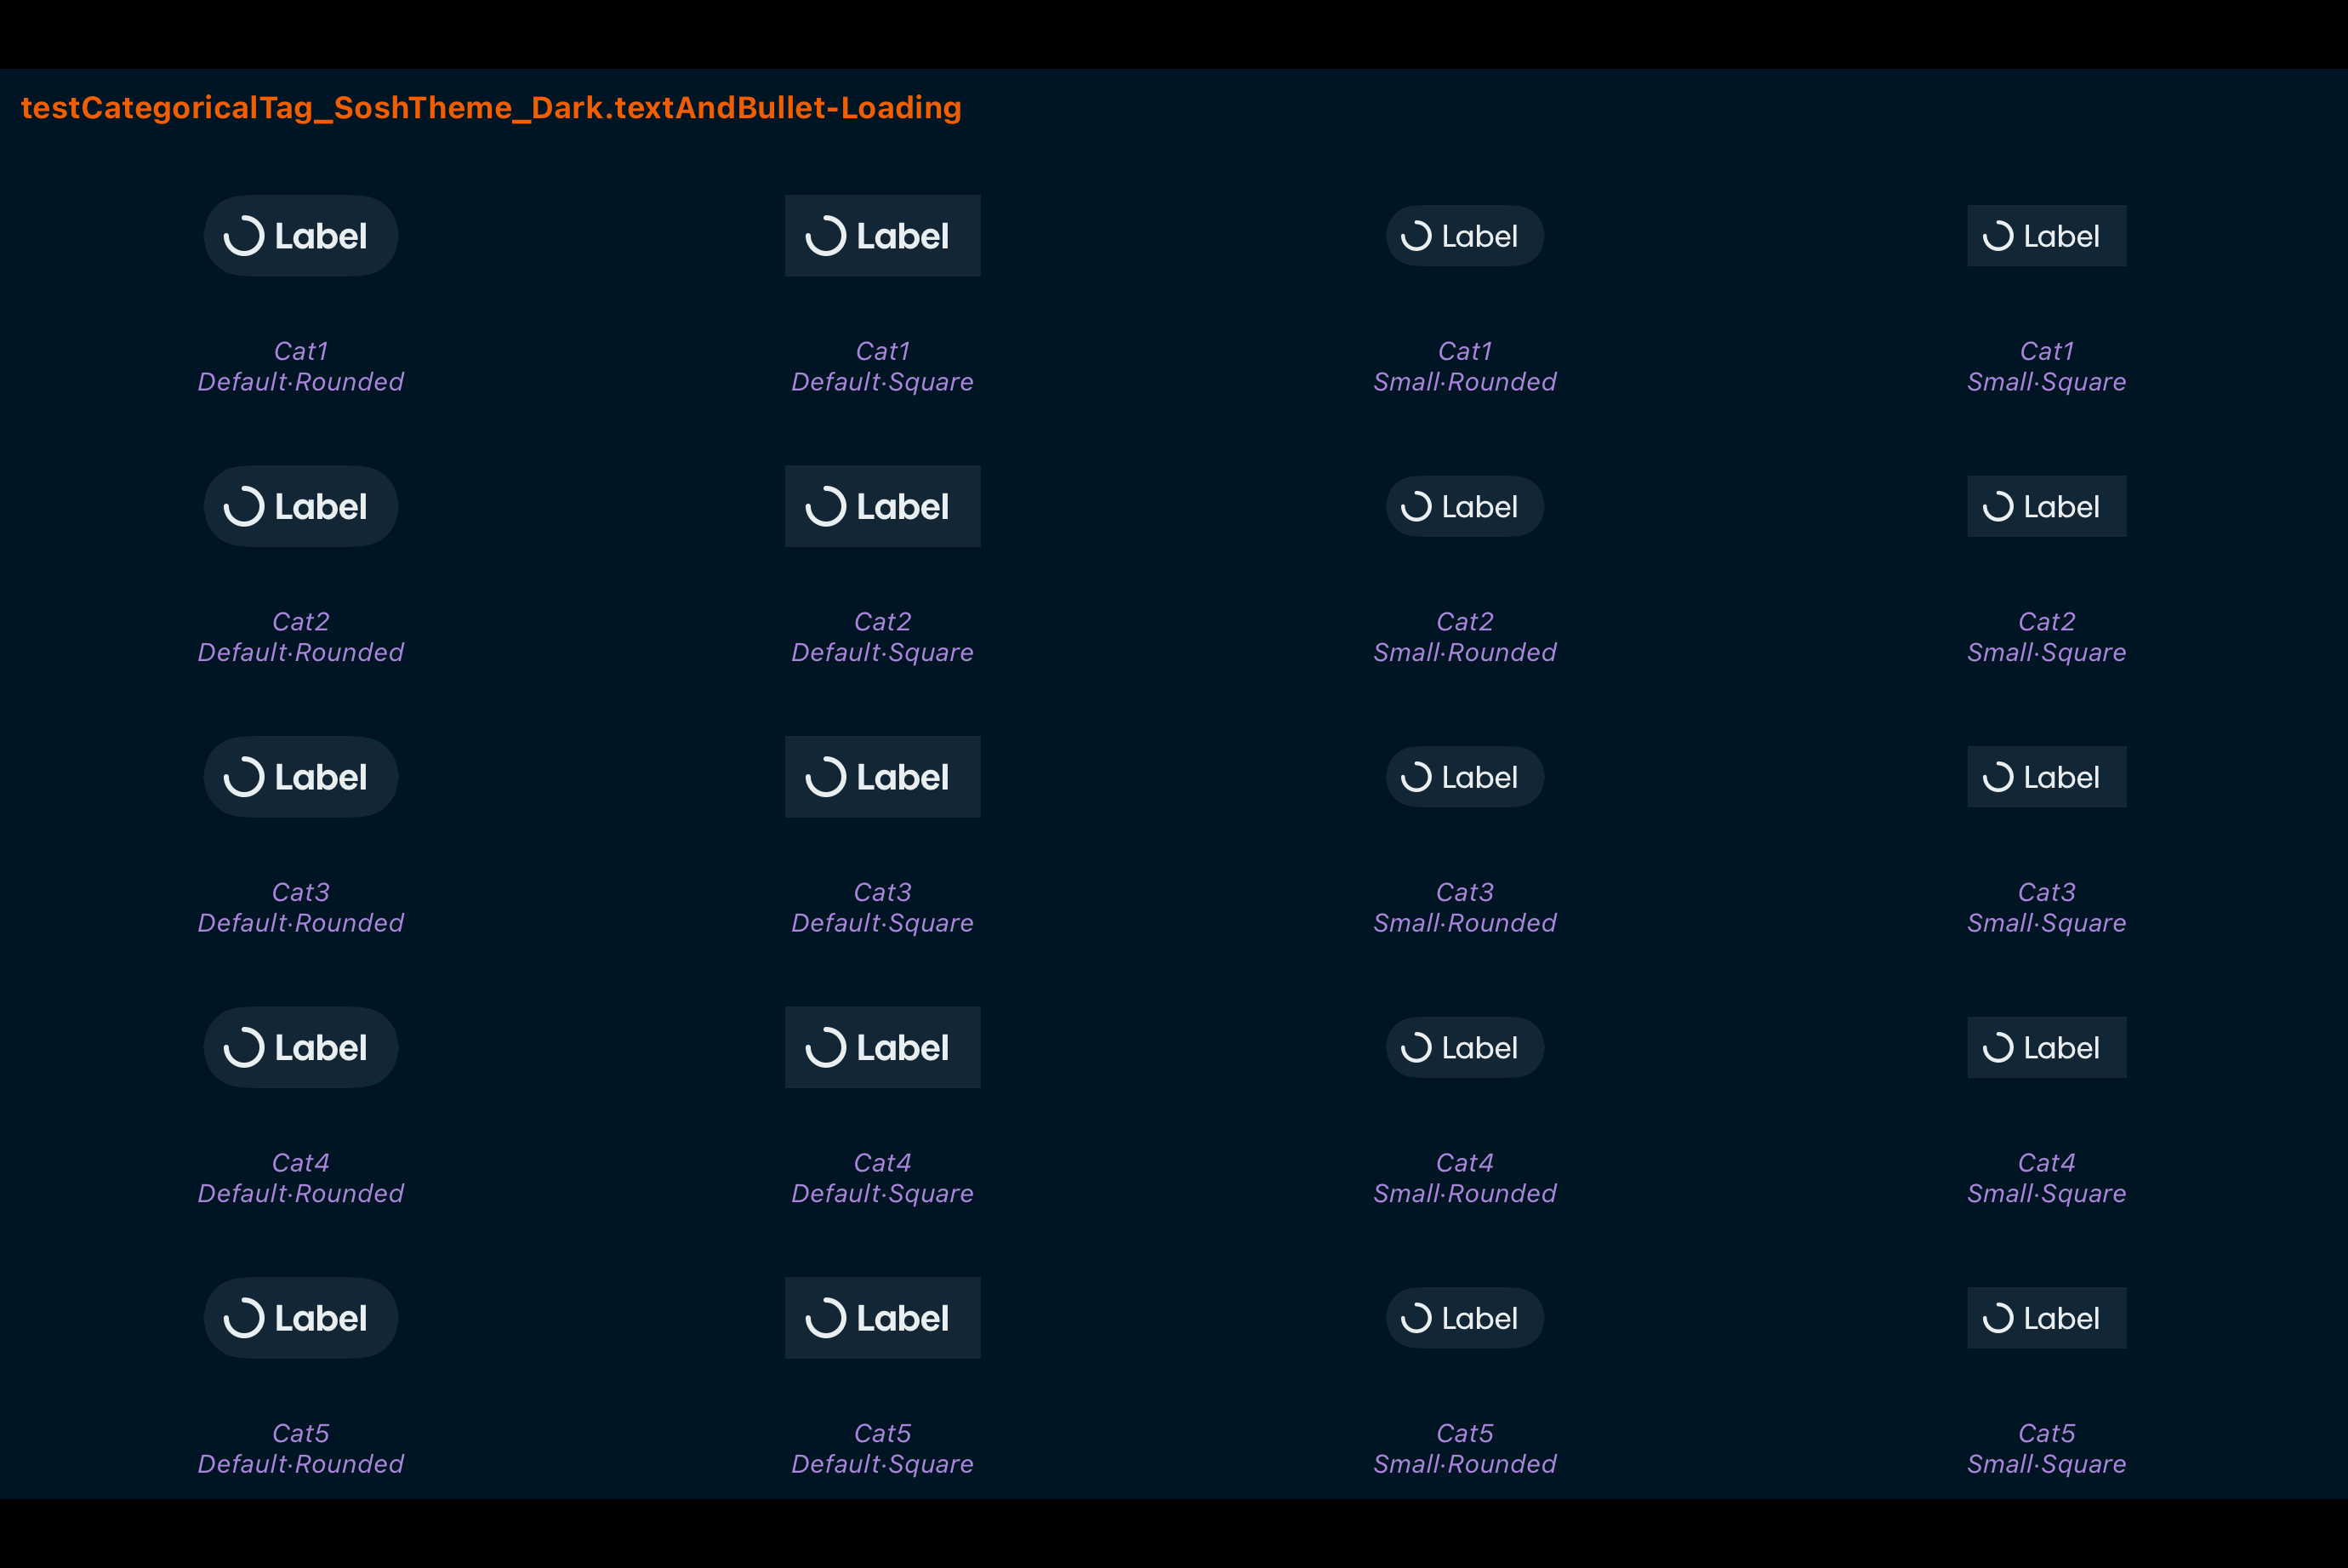 testCategoricalTag_SoshTheme_Dark.textAndBullet-Loading
Label Label Label Label
Cat1 Cat1 Cat1 Cat1
Default·Rounded Default·Square Small·Rounded Small·Square
Label Label Label Label
Cat2 Cat2 Cat2 Cat2
Default·Rounded Default·Square Small·Rounded Small·Square
Label Label Label Label
Cat3 Cat3 Cat3 Cat3
Default·Rounded Default·Square Small·Rounded Small·Square
Label Label Label Label
Cat4 Cat4 Cat4 Cat4
Default·Rounded Default·Square Small·Rounded Small·Square
Label Label Label Label
Cat5 Cat5 Cat5 Cat5
Default·Rounded Default·Square Small·Rounded Small·Square